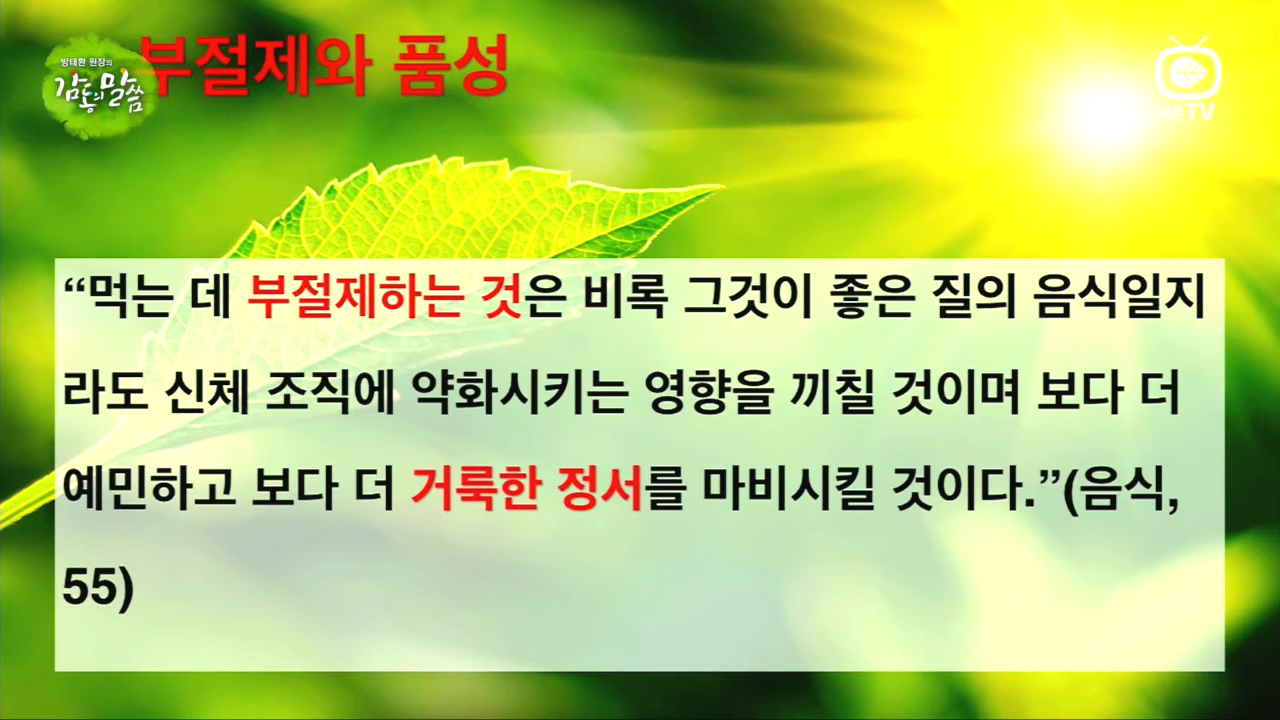 방태환 원장의
감동의 말씀
부절제와 품성
TV
“먹는 데 부절제하는 것은 비록 그것이 좋은 질의 음식일지
라도 신체 조직에 약화시키는 영향을 끼칠 것이며 보다 더
예민하고 보다 더 거룩한 정서를 마비시킬 것이다.”(음식,
55)